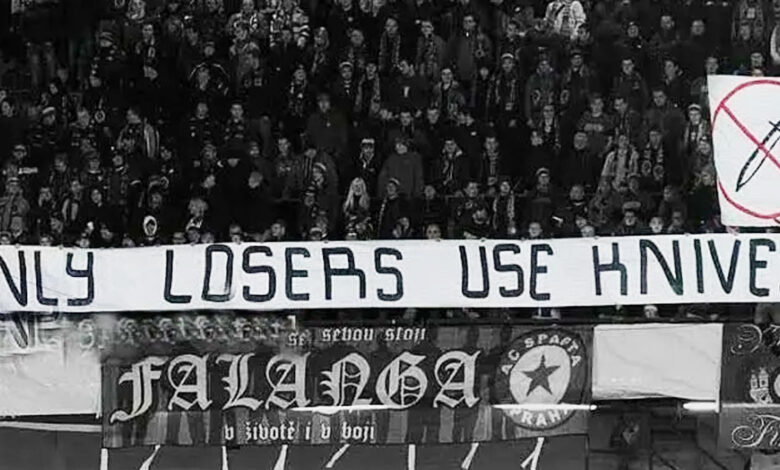 NLY LOSERS USE KNIVE
se sebou stojí
FALANGA
v životě i v boji
AC SPARTA
PRAHA